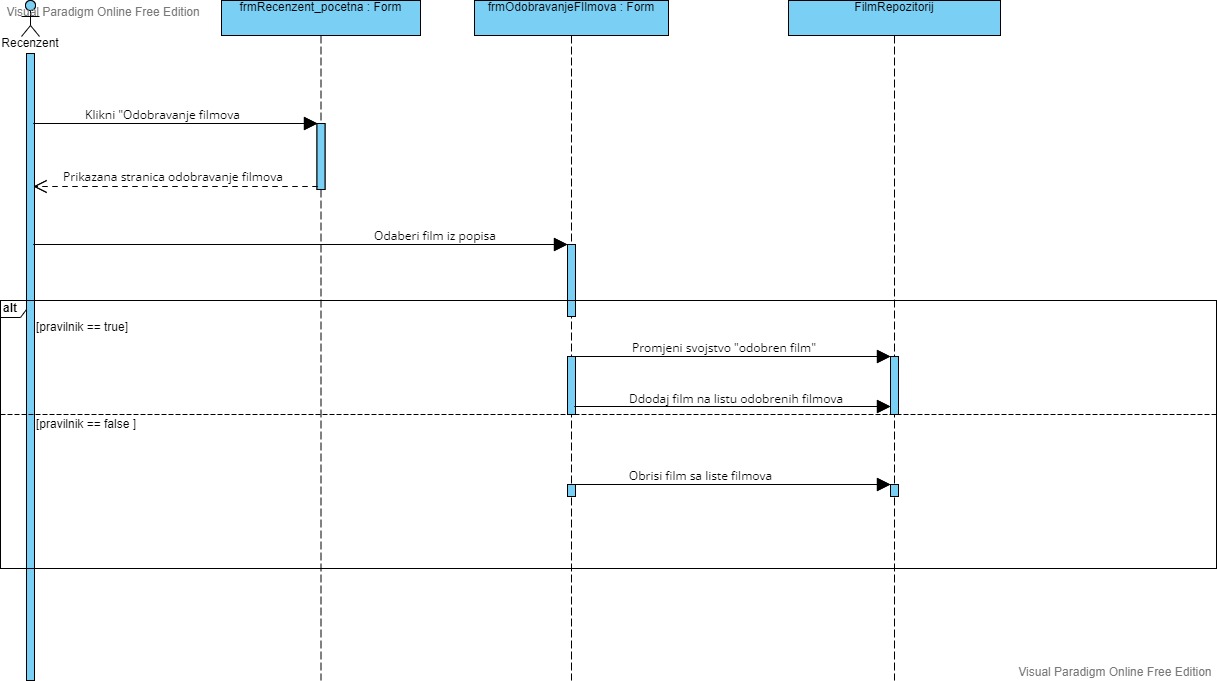 Visual Paradigm Online Free Edition
Recenzent
frmRecenzent_pocetna : Form
frmOdobravanjeFIlmova : Form
FilmRepozitorij
Klikni "Odobravanje filmova
Prikazana stranica odobravanje filmova
Odaberi film iz popisa
alt
[pravilnik == true]
Promjeni svojstvo "odobren film"
Ddodaj film na listu odobrenih filmova
[pravilnik == false ]
Obrisi film sa liste filmova
Visual Paradigm Online Free Edition